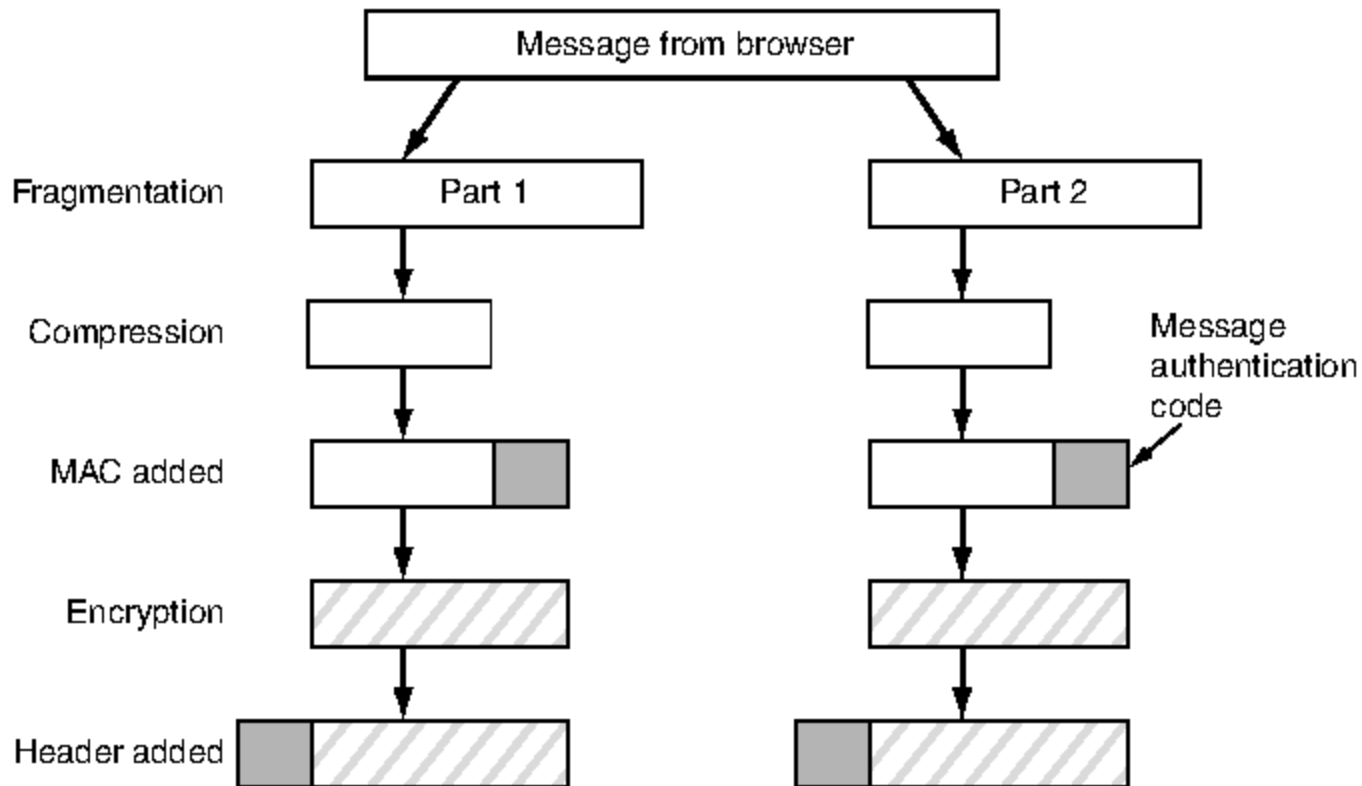 Message from browser
Fragmentation
Part 1
Part 2
Compression
Message
authentication
code
MAC added
Encryption
Header added